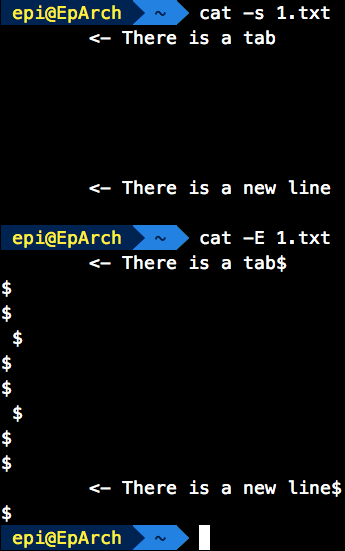 epi@EpArch ~ cat -s 1.txt
        <- There is a tab
        <- There is a new line
epi@EpArch ~ cat -E 1.txt
        <- There is a tab$
$
$
 $
$
$
 $
$
$
        <- There is a new line$
$
epi@EpArch ~